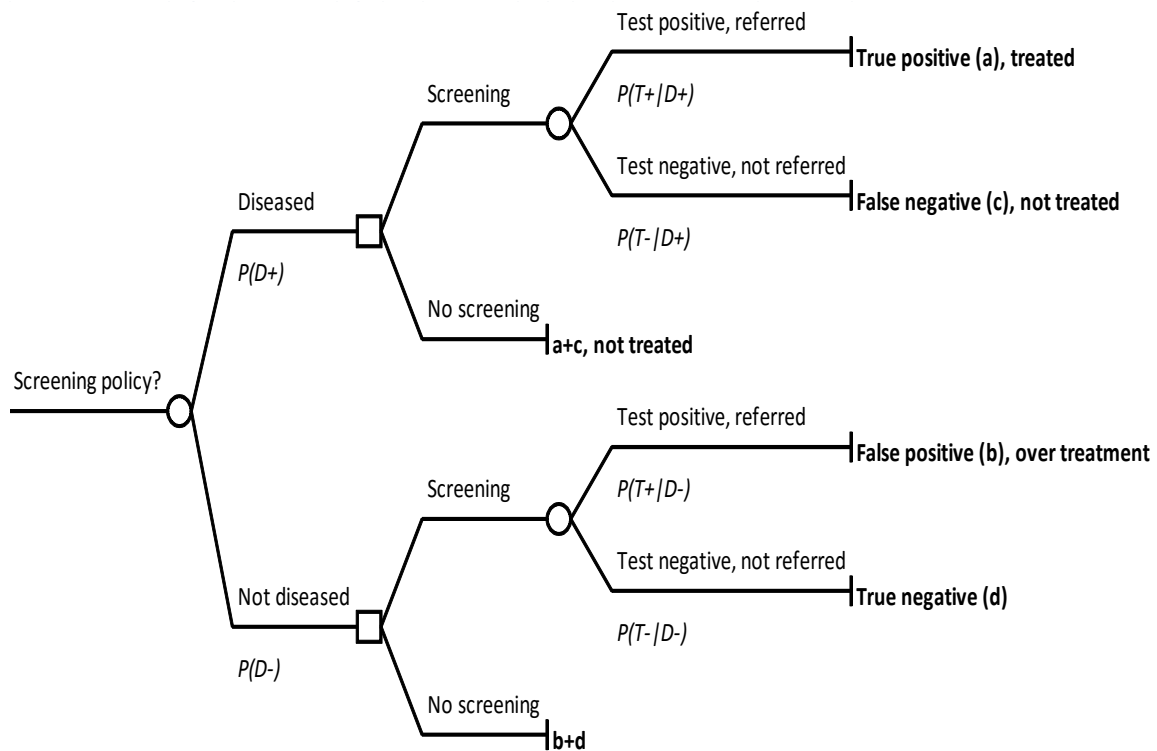 Test positive, referred
True positive (a), treated
Screening
P(T+|D+)
Test negative, not referred
Diseased
False negative (c), not treated
P(T-|D+)
P(D+)
No screening
a+c, not treated
Screening policy?
Test positive, referred
False positive (b), over treatment
Screening
P(T+|D-)
Test negative, not referred
Not diseased
True negative (d)
P(T-|D-)
P(D-)
No screening
b+d